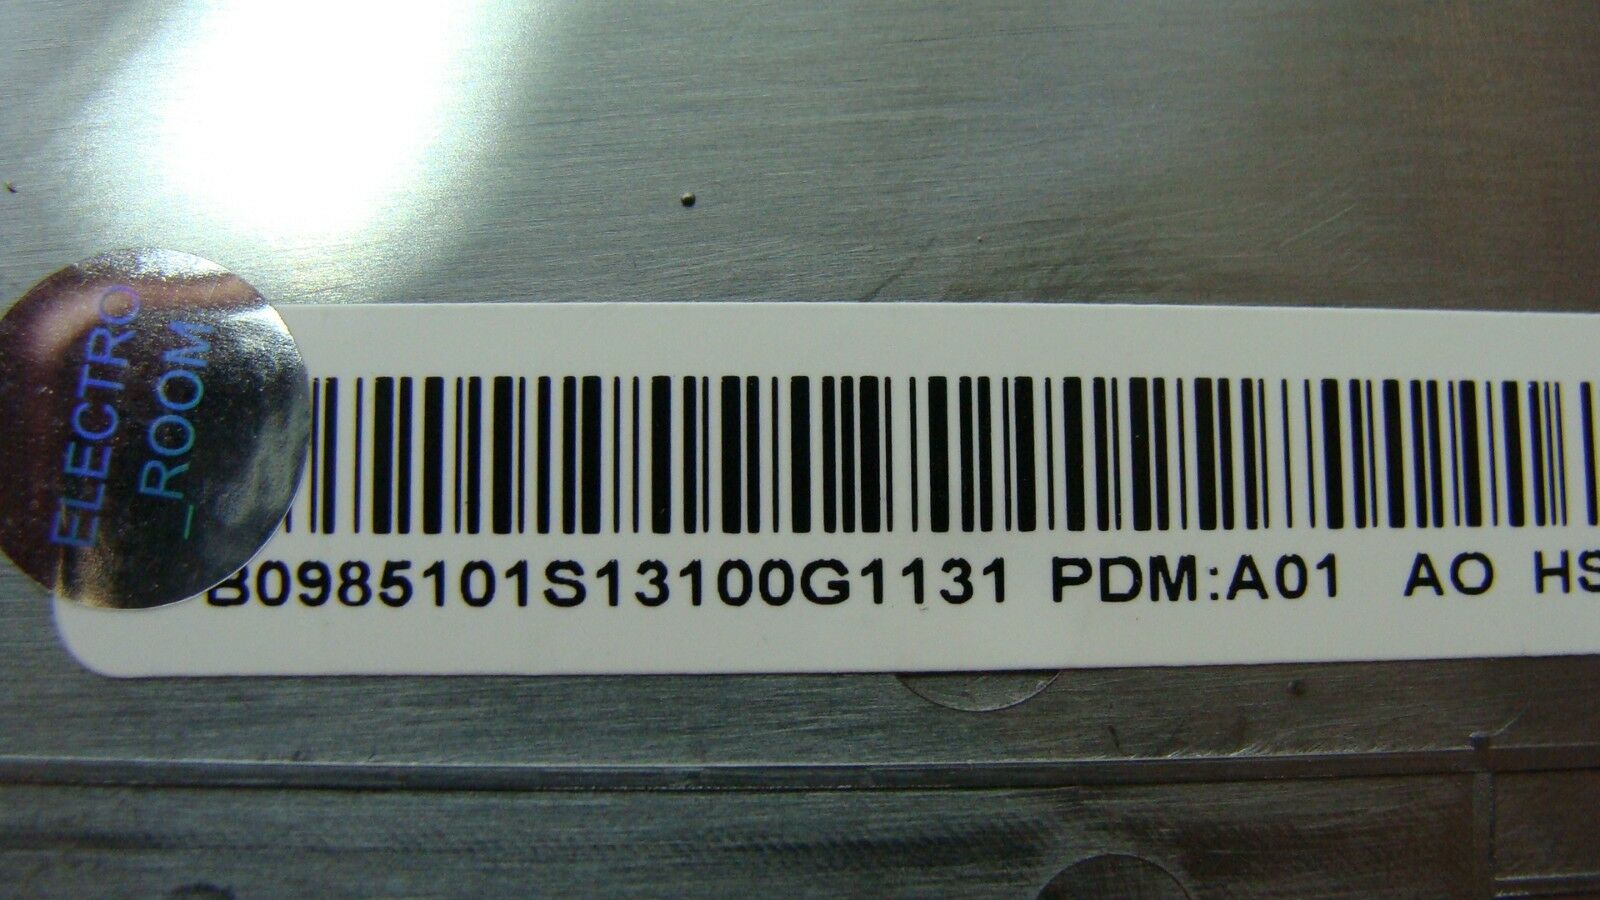 ELECTRO
_ROOM
B0985101S13100G1131 PDM:A01 AO HS